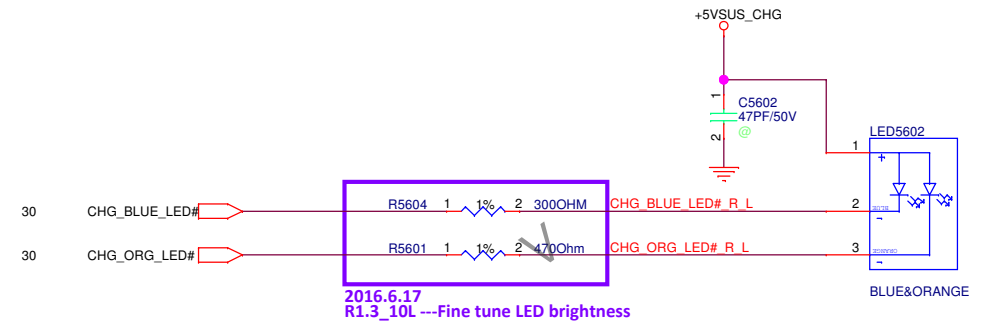 +5VSUS_CHG
1
C5602
47PF/50V
@
2
LED5602
1
+
30 CHG_BLUE_LED# R5604 1 1% 2 300OHM CHG_BLUE_LED#_R_L 2
BLUE
-
30 CHG_ORG_LED# R5601 1 1% 2 470Ohm CHG_ORG_LED#_R_L 3
ORANGE
-
V
BLUE&ORANGE
2016.6.17
R1.3_10L ---Fine tune LED brightness